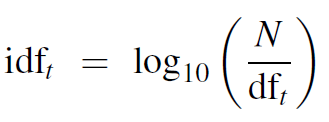 idf_t = log_10 ( N / df_t )